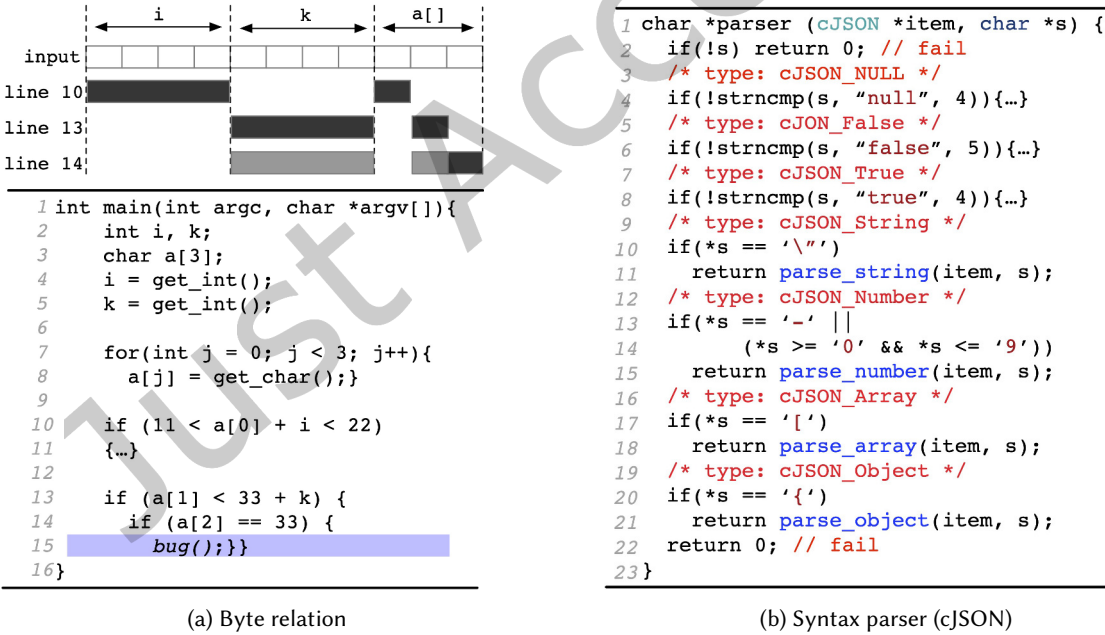 i k a[]
input
line 10
line 13
line 14
1 int main(int argc, char *argv[]){
2 int i, k;
3 char a[3];
4 i = get_int();
5 k = get_int();
6
7 for(int j = 0; j < 3; j++){
8 a[j] = get_char();}
9
10 if (11 < a[0] + i < 22)
11 {…}
12
13 if (a[1] < 33 + k) {
14 if (a[2] == 33) {
15 bug();}}
16 }
(a) Byte relation
1 char *parser (cJSON *item, char *s) {
2 if(!s) return 0; // fail
3 /* type: cJSON_NULL */
4 if(!strncmp(s, “null”, 4)){…}
5 /* type: cJON_False */
6 if(!strncmp(s, “false”, 5)){…}
7 /* type: cJSON_True */
8 if(!strncmp(s, “true”, 4)){…}
9 /* type: cJSON_String */
10 if(*s == ‘\”’)
11 return parse_string(item, s);
12 /* type: cJSON_Number */
13 if(*s == ‘-‘ ||
14 (*s >= ‘0’ && *s <= ‘9’))
15 return parse_number(item, s);
16 /* type: cJSON_Array */
17 if(*s == ‘[‘)
18 return parse_array(item, s);
19 /* type: cJSON_Object */
20 if(*s == ‘{‘)
21 return parse_object(item, s);
22 return 0; // fail
23 }
(b) Syntax parser (cJSON)
Just Acc